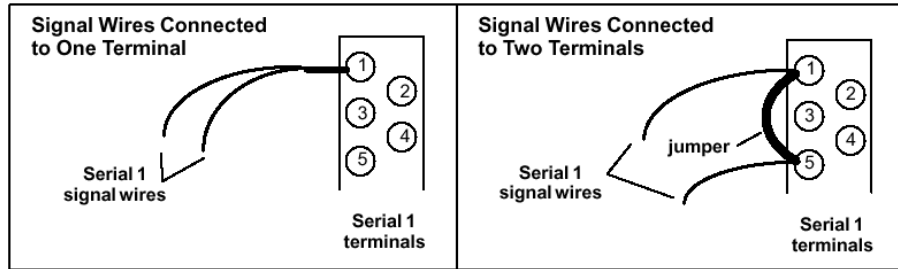 Signal Wires Connected
to One Terminal
1
2
3
4
5
Serial 1
signal wires
Serial 1
terminals
Signal Wires Connected
to Two Terminals
1
2
3
4
jumper
5
Serial 1
signal wires
Serial 1
terminals